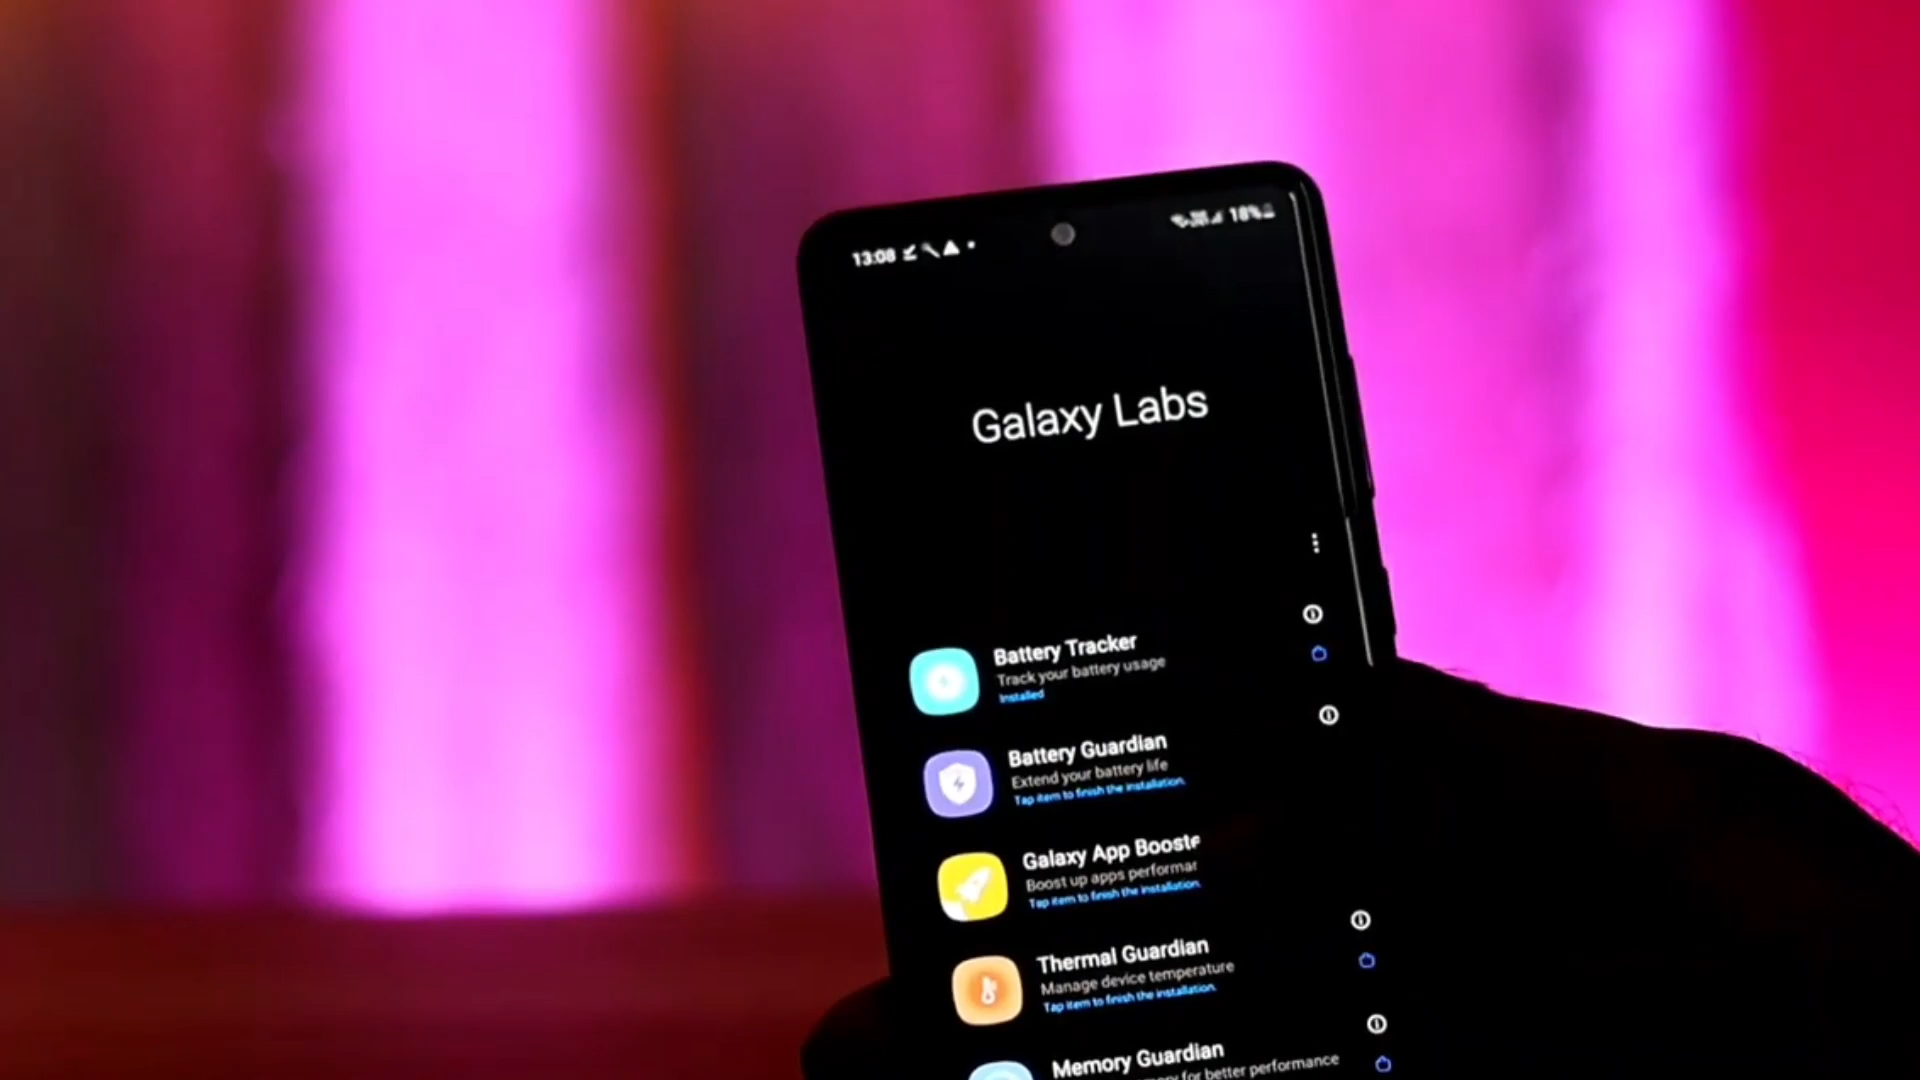 13:08
18%
Galaxy Labs
Battery Tracker
Track your battery usage
Installed
Battery Guardian
Extend your battery life
Tap item to finish the installation.
Galaxy App Booste
Boost up apps performar
Tap item to finish the installation.
Thermal Guardian
Manage device temperature
Tap item to finish the installation.
Memory Guardian
for better performance